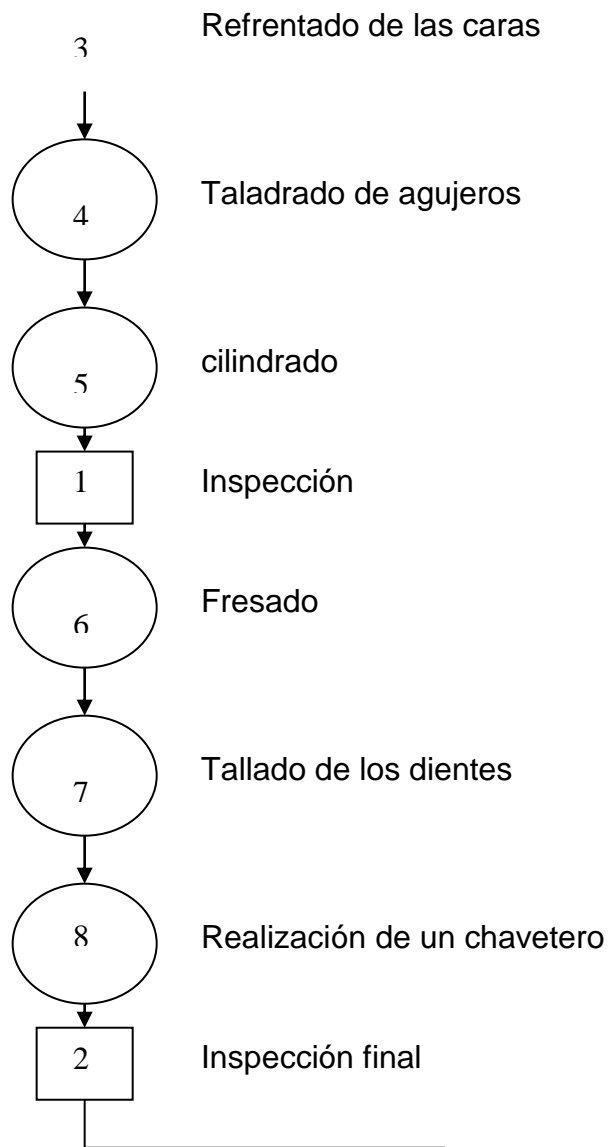 3 Refrentado de las caras
4 Taladrado de agujeros
5 cilindrado
1 Inspección
6 Fresado
7 Tallado de los dientes
8 Realización de un chavetero
2 Inspección final